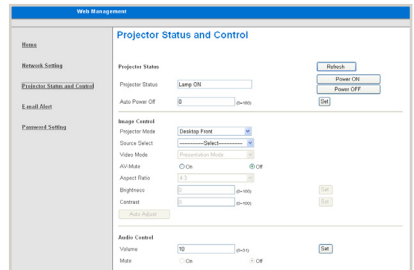 Web Management
Projector Status and Control
Home
Network Setting
Projector Status and Control
E-mail Alert
Password Setting
Projector Status
Refresh
Power ON
Power OFF
Projector Status Lamp ON
Auto Power Off 0 (0~180) Set
Image Control
Projector Mode Desktop Front
Source Select ----------Select----------
Video Mode Presentation Mode
AV-Mute On Off
Aspect Ratio 4:3
Brightness 0 (0~100) Set
Contrast 0 (0~100) Set
Auto Adjust
Audio Control
Volume 10 (0~31) Set
Mute On Off